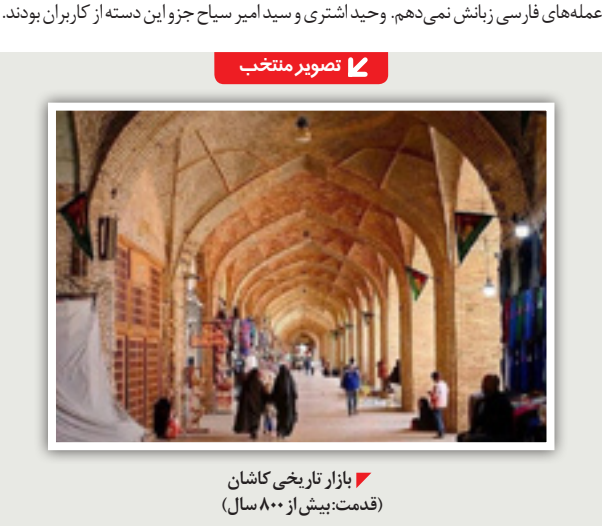 عمله‌های فارسی زبانش نمی‌دهم. وحید اشتری و سید امیر سیاح جزو این دسته از کاربران بودند.
تصویر منتخب
بازار تاریخی کاشان
(قدمت:بیش از ۸۰۰ سال)